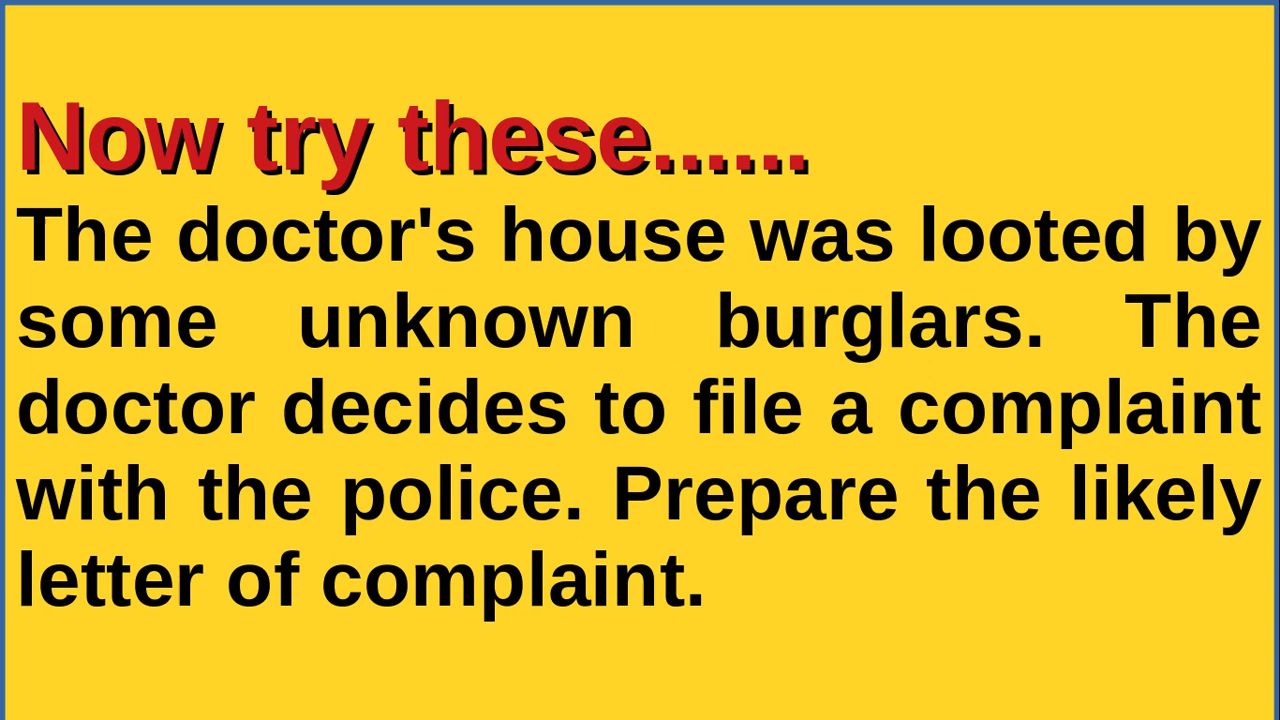 Now try these......
The doctor's house was looted by
some unknown burglars. The
doctor decides to file a complaint
with the police. Prepare the likely
letter of complaint.